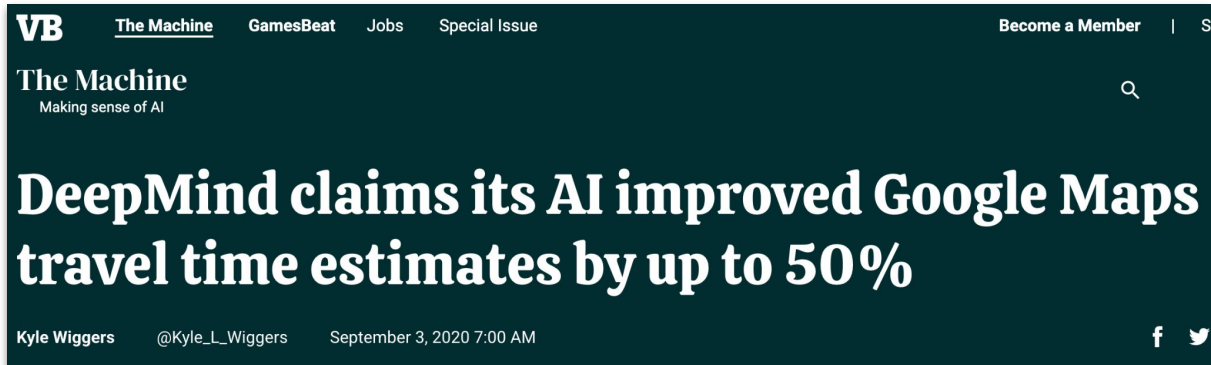 VB The Machine GamesBeat Jobs Special Issue Become a Member | S
The Machine
Making sense of AI
DeepMind claims its AI improved Google Maps
travel time estimates by up to 50%
Kyle Wiggers @Kyle_L_Wiggers September 3, 2020 7:00 AM